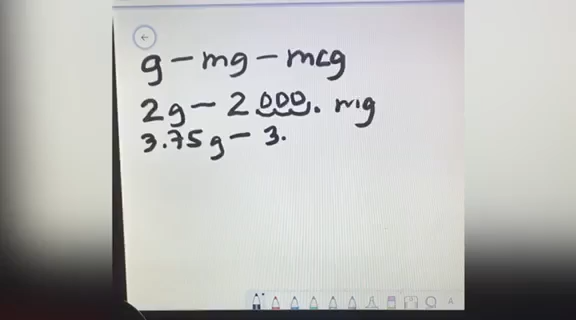 g - mg - mcg
2g - 2000. mg
3.75g - 3.